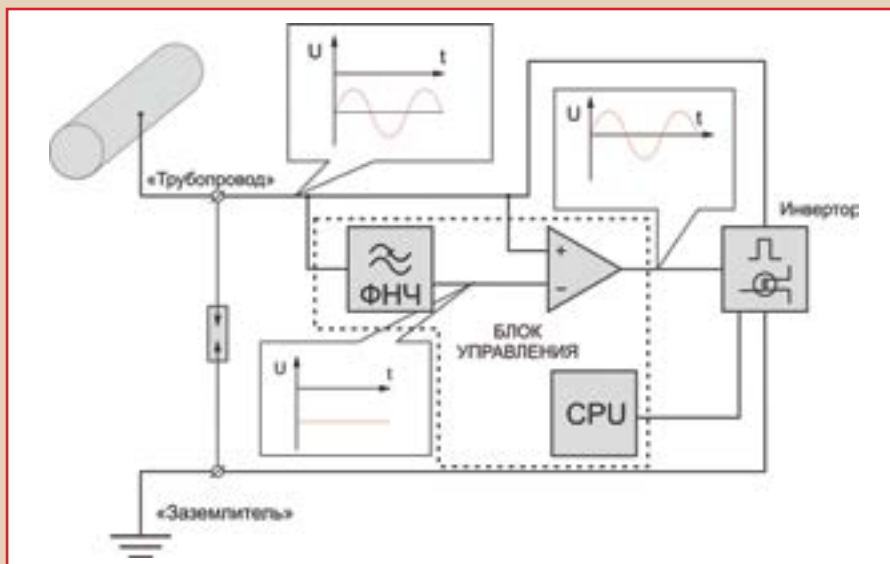 U
t
U
t
«Трубопровод»
Инвертор
+
ФНЧ
−
БЛОК
УПРАВЛЕНИЯ
U
t
CPU
«Заземлитель»